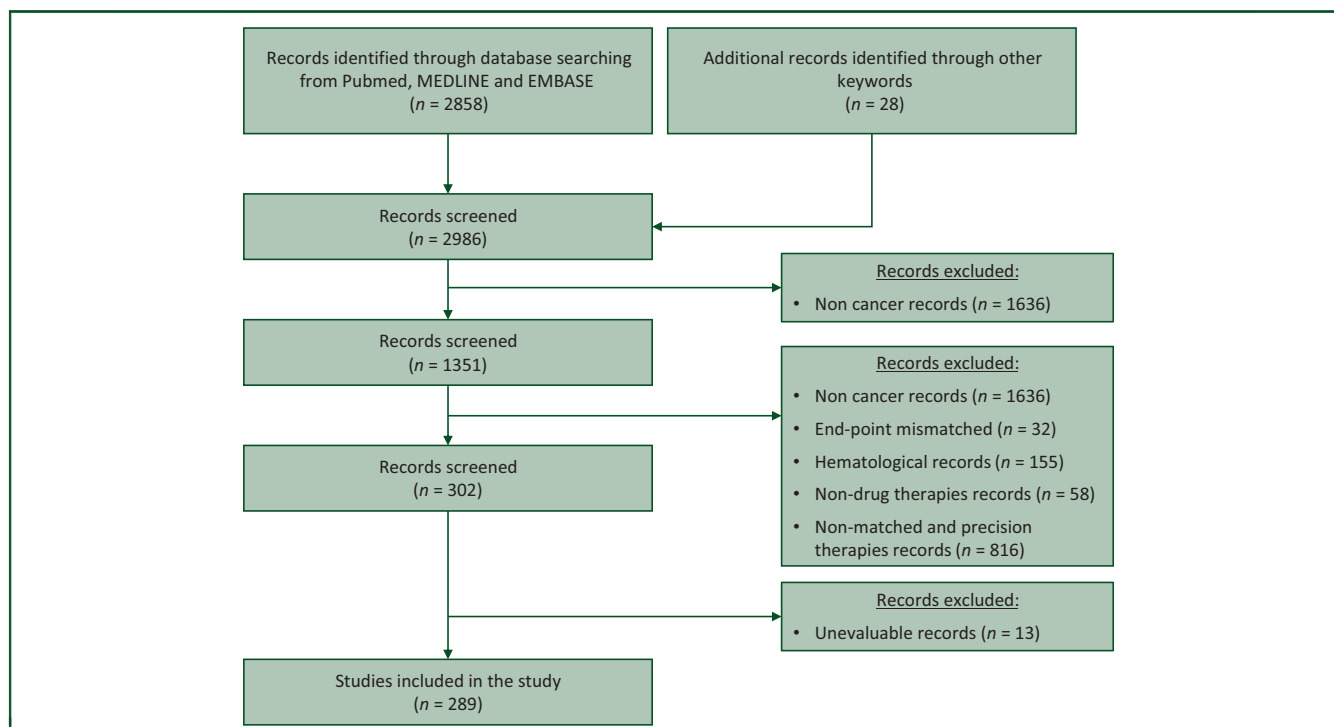 Records identified through database searching
from Pubmed, MEDLINE and EMBASE
(n = 2858)
Additional records identified through other
keywords
(n = 28)
Records screened
(n = 2986)
Records excluded:
• Non cancer records (n = 1636)
Records screened
(n = 1351)
Records excluded:
• Non cancer records (n = 1636)
• End-point mismatched (n = 32)
• Hematological records (n = 155)
• Non-drug therapies records (n = 58)
• Non-matched and precision
therapies records (n = 816)
Records screened
(n = 302)
Records excluded:
• Unevaluable records (n = 13)
Studies included in the study
(n = 289)